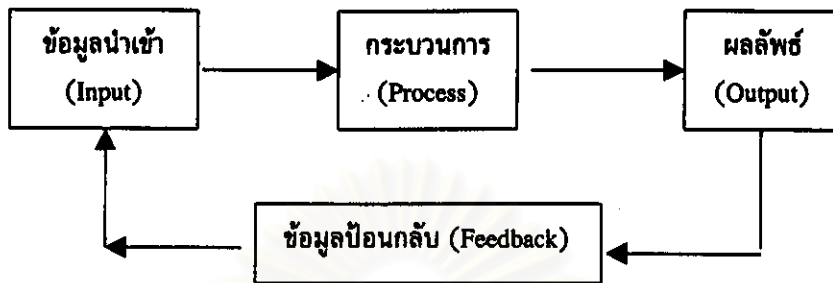 ข้อมูลนำเข้า
(Input)
กระบวนการ
(Process)
ผลลัพธ์
(Output)
ข้อมูลป้อนกลับ (Feedback)